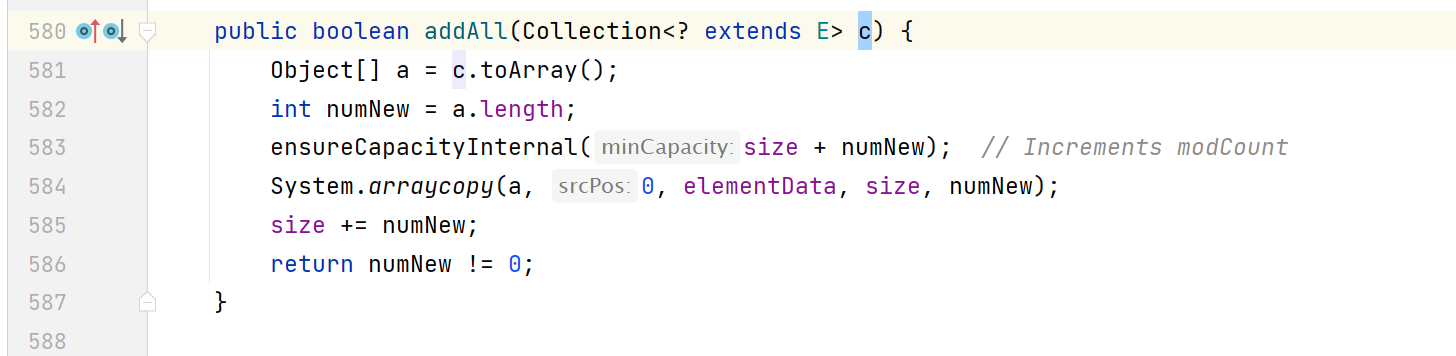 580 public boolean addAll(Collection<? extends E> c) {
581 Object[] a = c.toArray();
582 int numNew = a.length;
583 ensureCapacityInternal( minCapacity: size + numNew);  // Increments modCount
584 System.arraycopy(a, srcPos: 0, elementData, size, numNew);
585 size += numNew;
586 return numNew != 0;
587 }
588